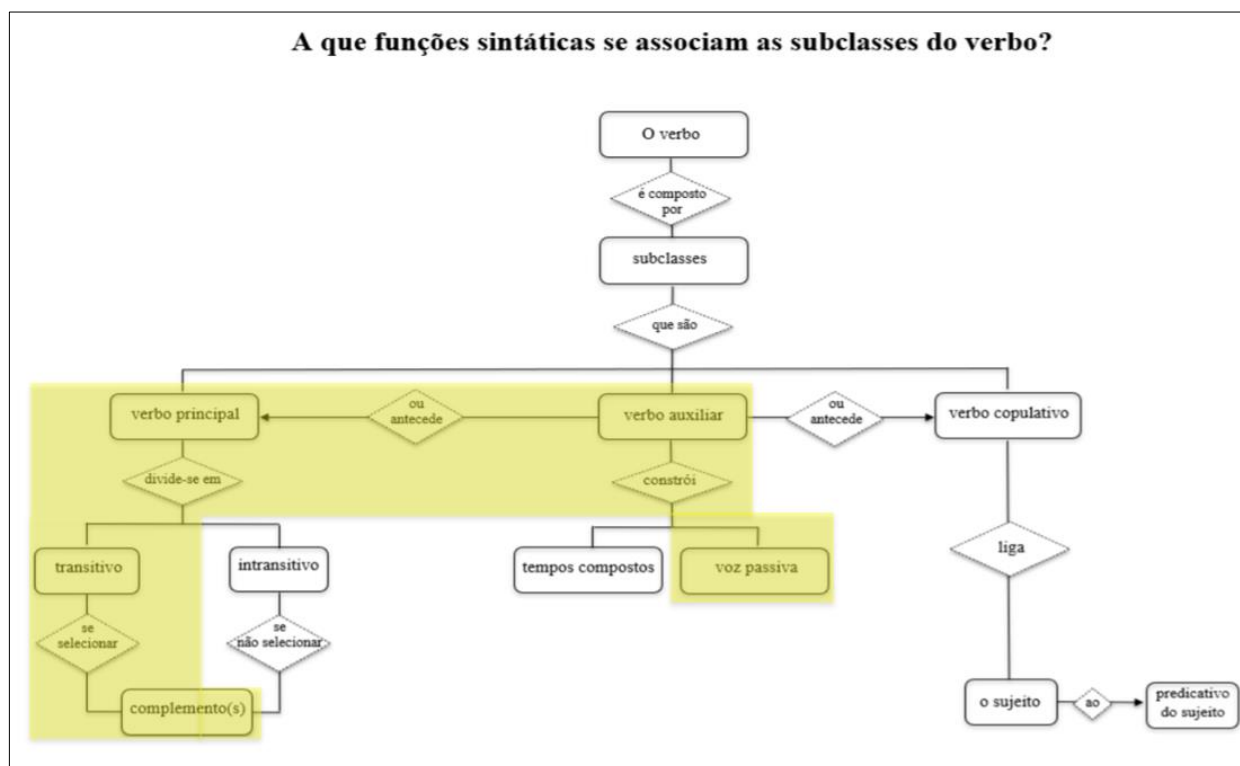 A que funções sintáticas se associam as subclasses do verbo?
O verbo
é composto
por
subclasses
que são
verbo principal
ou
antecede
verbo auxiliar
ou
antecede
verbo copulativo
divide-se em
constrói
liga
transitivo
intransitivo
tempos compostos
voz passiva
se
selecionar
se
não selecionar
complemento(s)
o sujeito
ao
predicativo
do sujeito